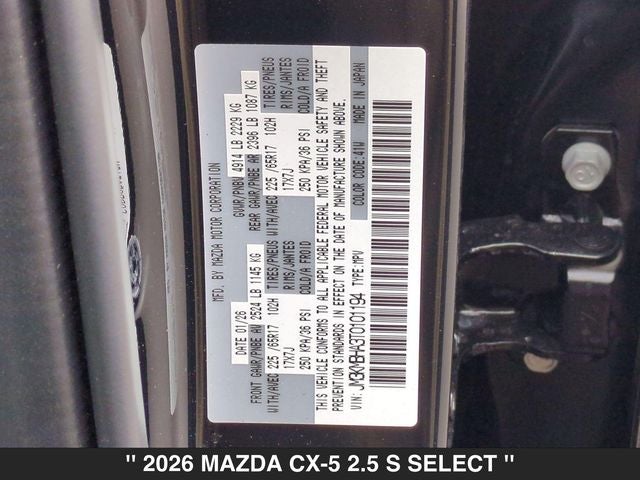 MFD. BY MAZDA MOTOR CORPORATION
DATE 01/26 GVWR/PNBV 4914 LB 2229 KG
FRONT GAWR/PNBE AV 2524 LB 1145 KG REAR GAWR/PNBE AR 2396 LB 1087 KG
WITH/AVEC TIRES/PNEUS 225 /65R17 102H WITH/AVEC TIRES/PNEUS 225 /65R17 102H
RIMS/JANTES 17X7J RIMS/JANTES 17X7J
COLD/A FROID 250 KPA/36 PSI COLD/A FROID 250 KPA/36 PSI
THIS VEHICLE CONFORMS TO ALL APPLICABLE FEDERAL MOTOR VEHICLE SAFETY AND THEFT
PREVENTION STANDARDS IN EFFECT ON THE DATE OF MANUFACTURE SHOWN ABOVE.
VIN: TYPE: MPV COLOR CODE: 41W MADE IN JAPAN
" 2026 MAZDA CX-5 2.5 S SELECT "